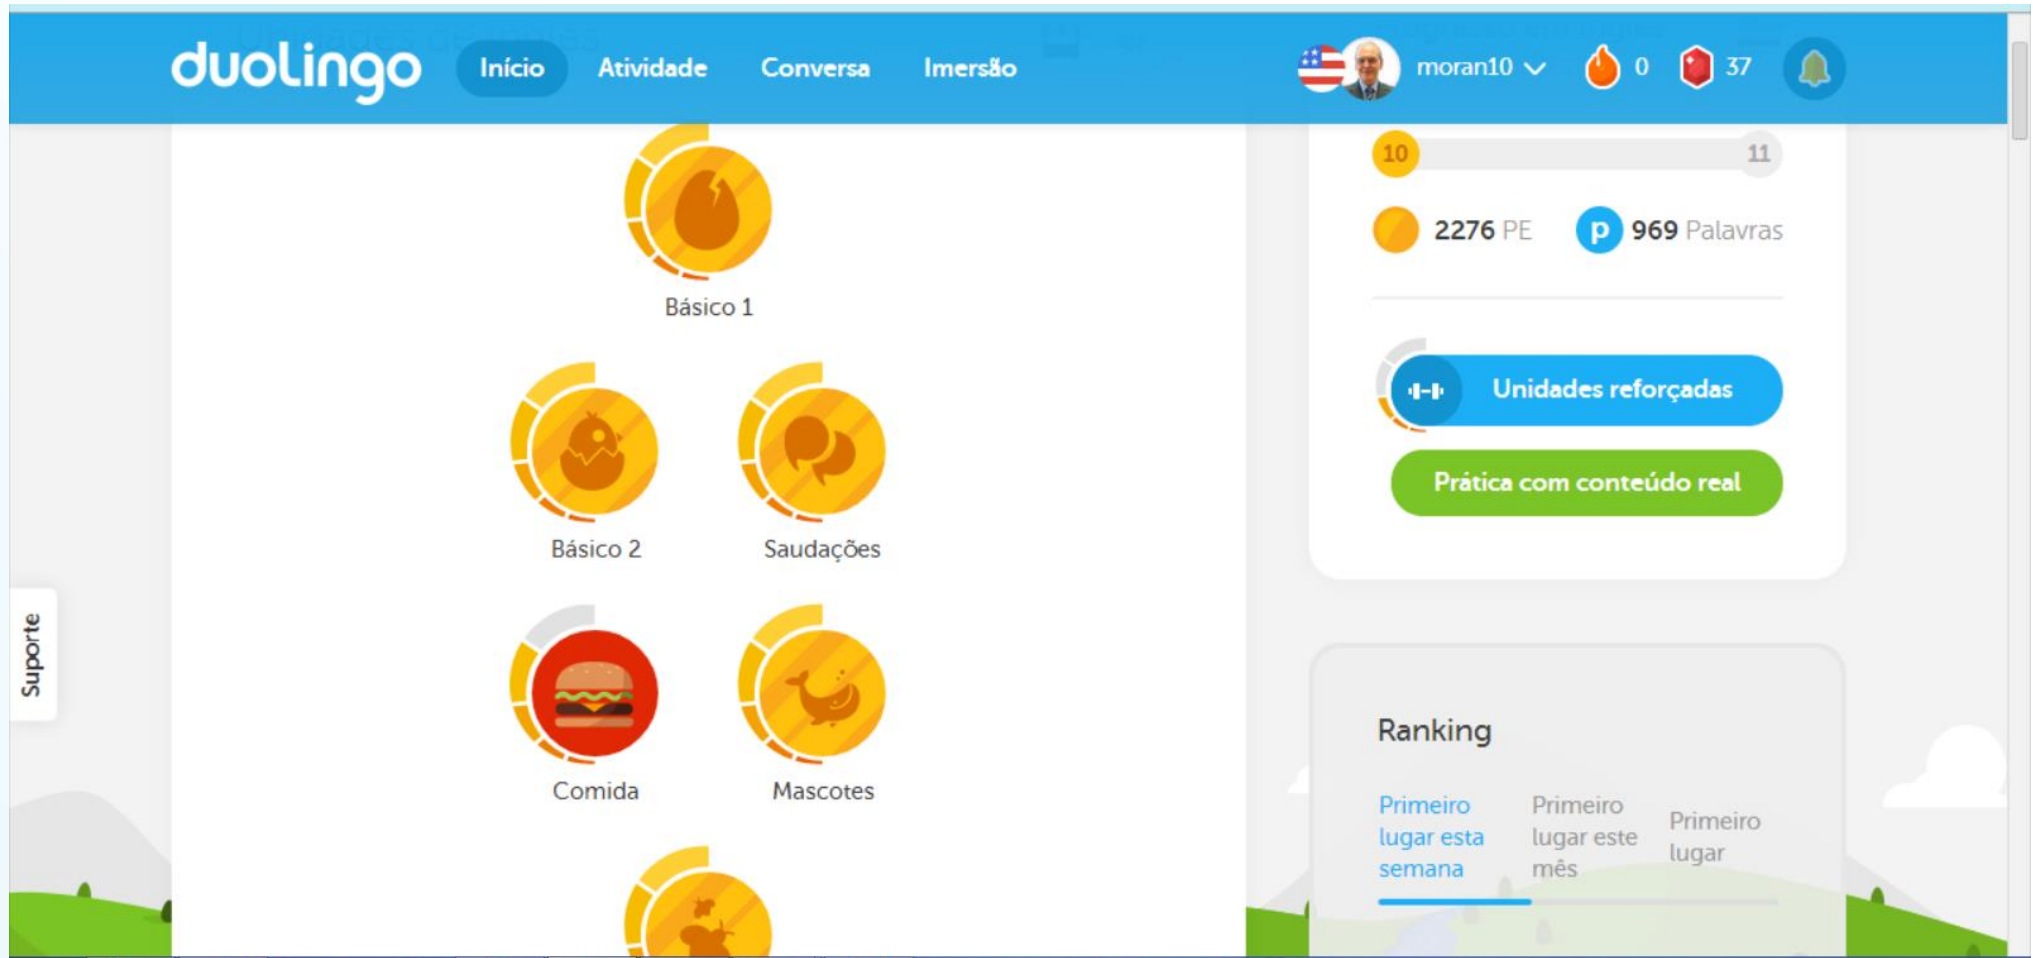 duolingo
Início
Atividade
Conversa
Imersão
moran10
0
37
10
11
2276 PE
p
969 Palavras
Básico 1
Unidades reforçadas
Prática com conteúdo real
Básico 2
Saudações
Suporte
Comida
Mascotes
Ranking
Primeiro
lugar esta
semana
Primeiro
lugar este
mês
Primeiro
lugar